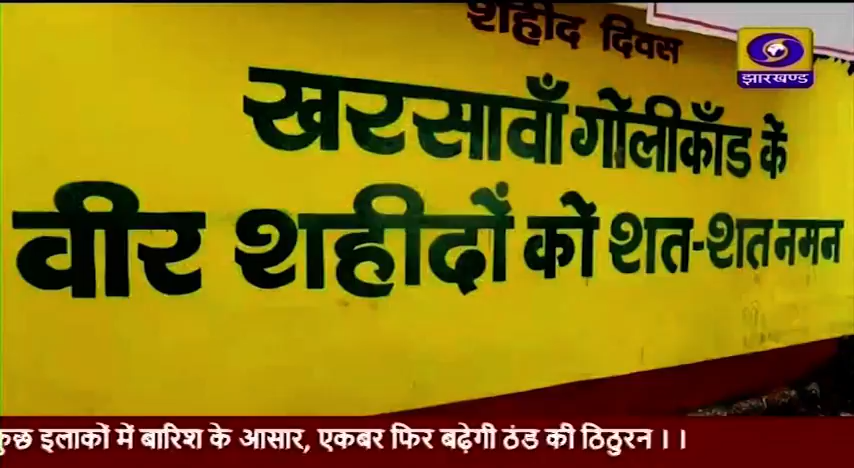 शहीद दिवस
झारखण्ड
खरसावाँ गोलीकाँड के
वीर शहीदों को शत-शत नमन
कुछ इलाकों में बारिश के आसार, एकबर फिर बढ़ेगी ठंड की ठिठुरन ।।